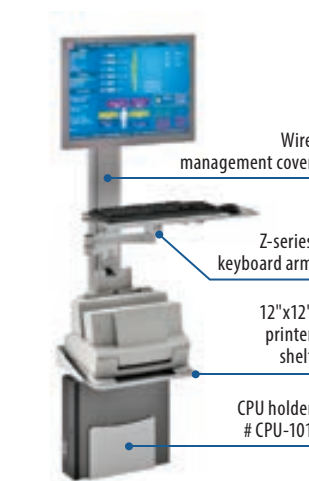 Wire
management cover
Z-series
keyboard arm
12"x12"
printer
shelf
CPU holder
# CPU-101